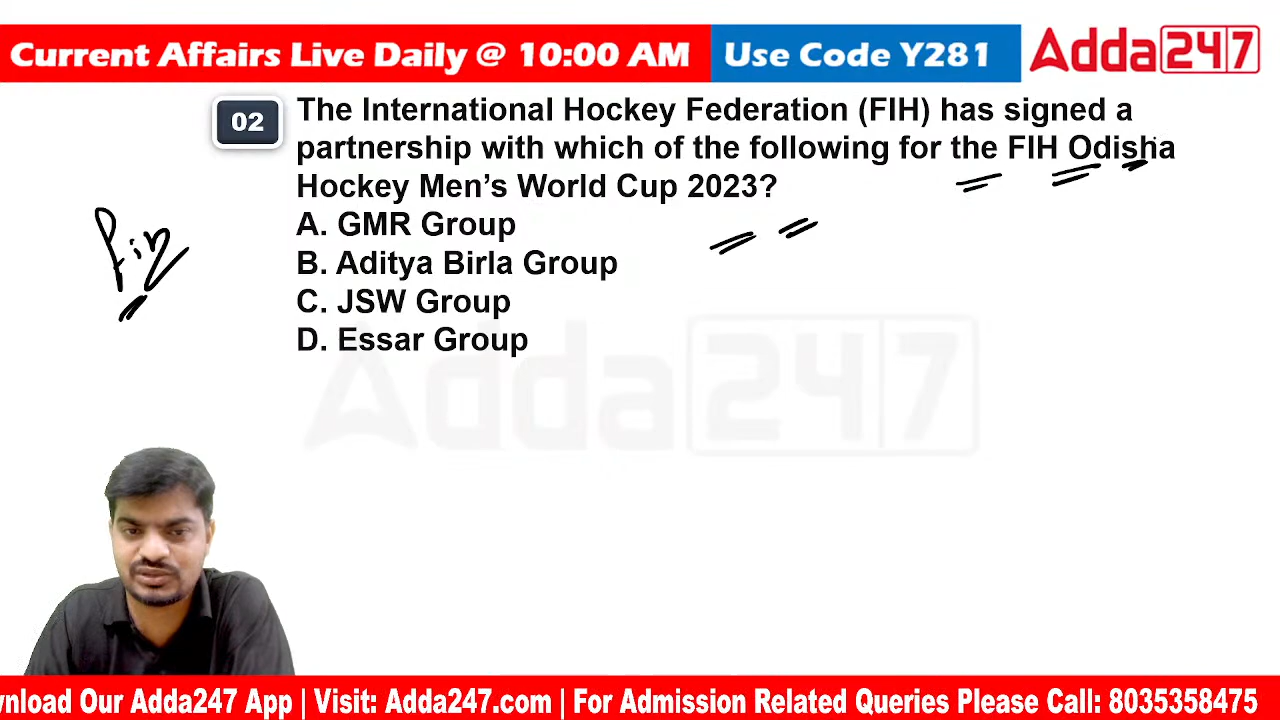 Current Affairs Live Daily @ 10:00 AM
Use Code Y281
Adda247
02
The International Hockey Federation (FIH) has signed a
partnership with which of the following for the FIH Odisha
Hockey Men's World Cup 2023?
A. GMR Group
B. Aditya Birla Group
C. JSW Group
D. Essar Group
Adda247
nload Our Adda247 App | Visit: Adda247.com | For Admission Related Queries Please Call: 8035358475